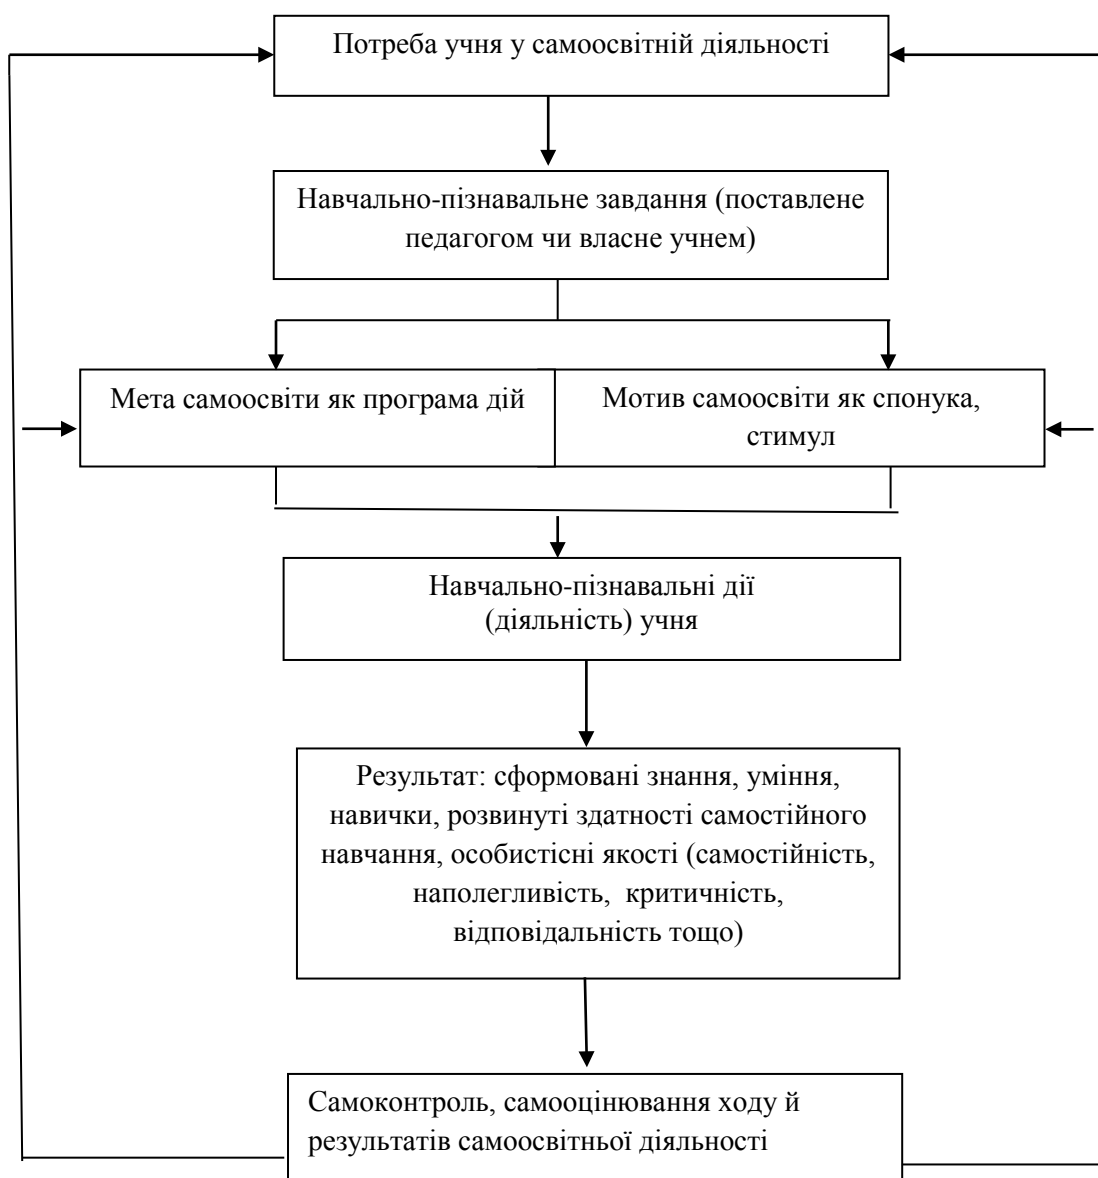 Потреба учня у самоосвітній діяльності
Навчально-пізнавальне завдання (поставлене
педагогом чи власне учнем)
Мета самоосвіти як програма дій
Мотив самоосвіти як спонука,
стимул
Навчально-пізнавальні дії
(діяльність) учня
Результат: сформовані знання, уміння,
навички, розвинуті здатності самостійного
навчання, особистісні якості (самостійність,
наполегливість, критичність,
відповідальність тощо)
Самоконтроль, самооцінювання ходу й
результатів самоосвітньої діяльності